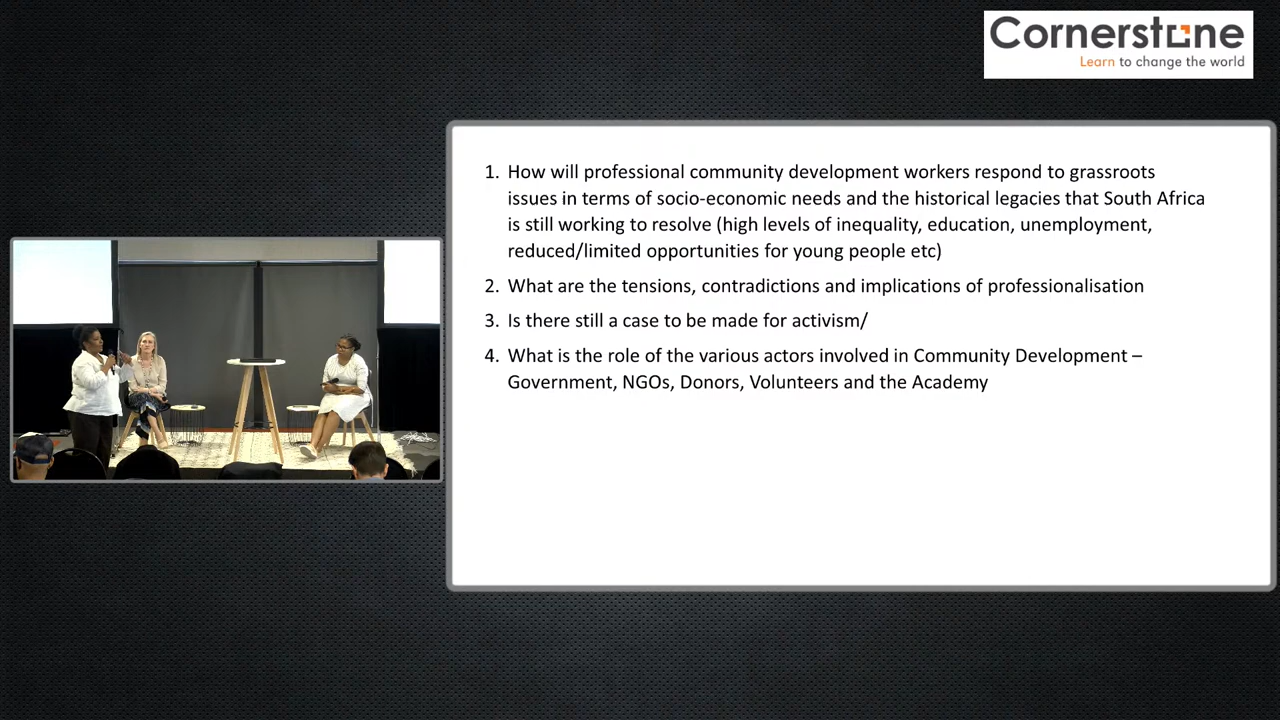 Cornerstone
Learn to change the world
1. How will professional community development workers respond to grassroots
issues in terms of socio-economic needs and the historical legacies that South Africa
is still working to resolve (high levels of inequality, education, unemployment,
reduced/limited opportunities for young people etc)
2. What are the tensions, contradictions and implications of professionalisation
3. Is there still a case to be made for activism/
4. What is the role of the various actors involved in Community Development –
Government, NGOs, Donors, Volunteers and the Academy